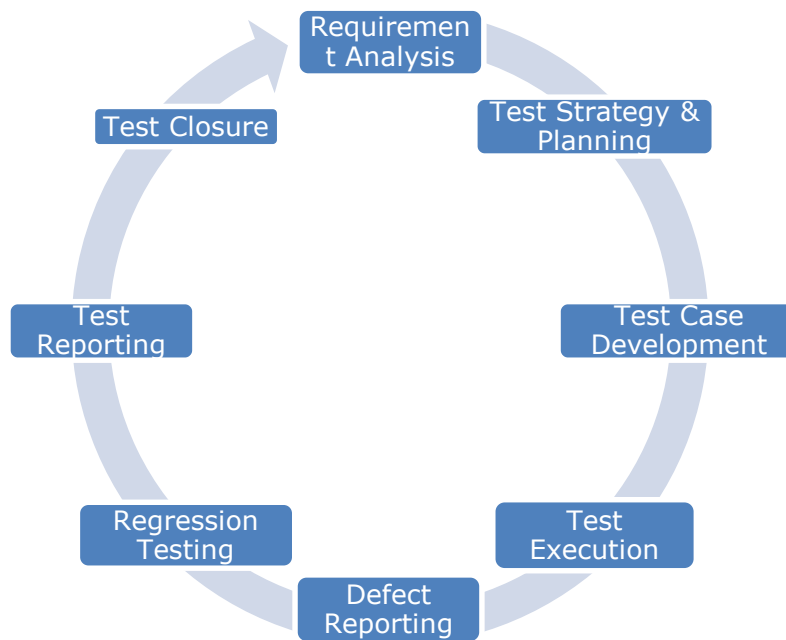 Requiremen
t Analysis
Test Strategy &
Planning
Test Case
Development
Test
Execution
Defect
Reporting
Regression
Testing
Test
Reporting
Test Closure